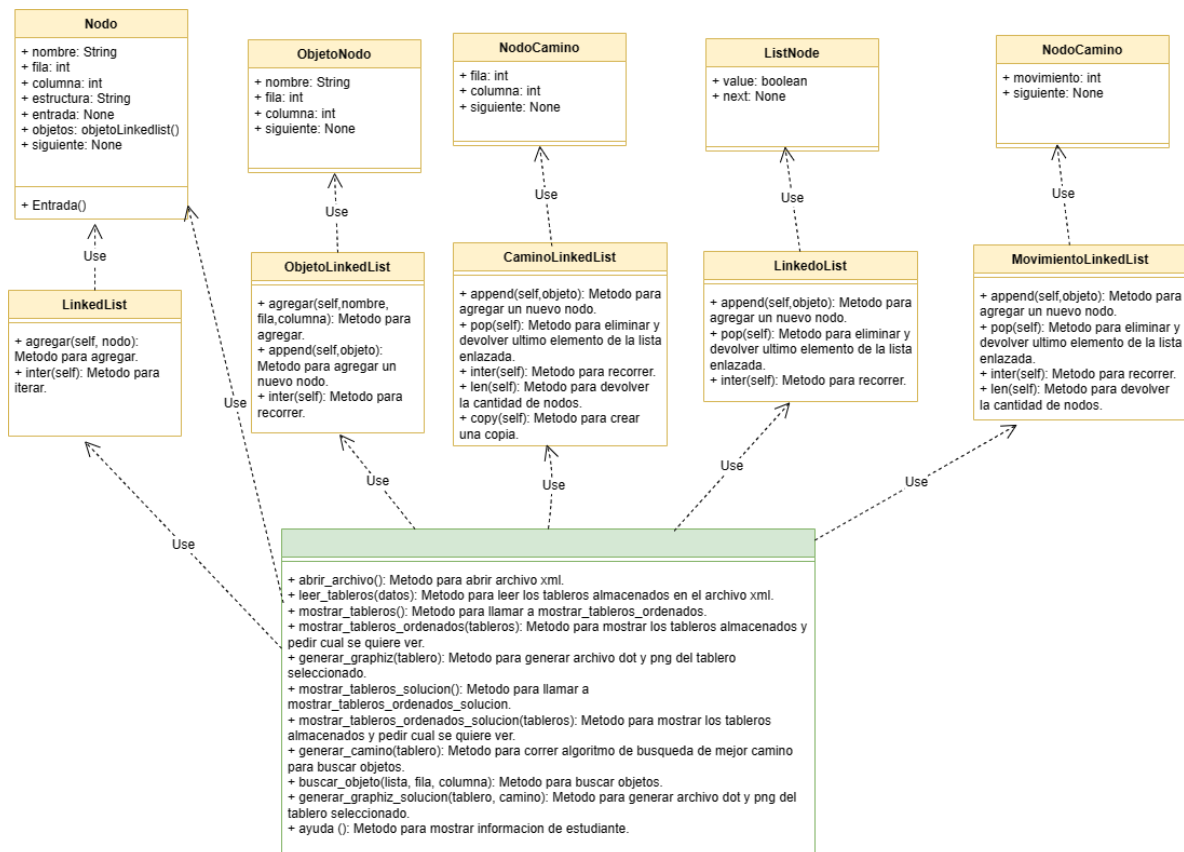 Nodo
+ nombre: String
+ fila: int
+ columna: int
+ estructura: String
+ entrada: None
+ objetos: objetoLinkedlist()
+ siguiente: None
+ Entrada()
ObjetoNodo
+ nombre: String
+ fila: int
+ columna: int
+ siguiente: None
NodoCamino
+ fila: int
+ columna: int
+ siguiente: None
ListNode
+ value: boolean
+ next: None
NodoCamino
+ movimiento: int
+ siguiente: None
Use
Use
Use
Use
Use
LinkedList
+ agregar(self, nodo):
Metodo para agregar.
+ inter(self): Metodo para
iterar.
ObjetoLinkedList
+ agregar(self,nombre,
fila,columna): Metodo para
agregar.
+ append(self,objeto):
Metodo para agregar un
nuevo nodo.
+ inter(self): Metodo para
recorrer.
CaminoLinkedList
+ append(self,objeto): Metodo para
agregar un nuevo nodo.
+ pop(self): Metodo para eliminar y
devolver ultimo elemento de la lista
enlazada.
+ inter(self): Metodo para recorrer.
+ len(self): Metodo para devolver
la cantidad de nodos.
+ copy(self): Metodo para crear
una copia.
LinkedoList
+ append(self,objeto): Metodo para
agregar un nuevo nodo.
+ pop(self): Metodo para eliminar y
devolver ultimo elemento de la lista
enlazada.
+ inter(self): Metodo para recorrer.
MovimientoLinkedList
+ append(self,objeto): Metodo para
agregar un nuevo nodo.
+ pop(self): Metodo para eliminar y
devolver ultimo elemento de la lista
enlazada.
+ inter(self): Metodo para recorrer.
+ len(self): Metodo para devolver
la cantidad de nodos.
Use
Use
Use
Use
Use
Use
+ abrir_archivo(): Metodo para abrir archivo xml.
+ leer_tableros(datos): Metodo para leer los tableros almacenados en el archivo xml.
+ mostrar_tableros(): Metodo para llamar a mostrar_tableros_ordenados.
+ mostrar_tableros_ordenados(tableros): Metodo para mostrar los tableros almacenados y
pedir cual se quiere ver.
+ generar_graphiz(tablero): Metodo para generar archivo dot y png del tablero
seleccionado.
+ mostrar_tableros_solucion(): Metodo para llamar a
mostrar_tableros_ordenados_solucion.
+ mostrar_tableros_ordenados_solucion(tableros): Metodo para mostrar los tableros
almacenados y pedir cual se quiere ver.
+ generar_camino(tablero): Metodo para correr algoritmo de busqueda de mejor camino
para buscar objetos.
+ buscar_objeto(lista, fila, columna): Metodo para buscar objetos.
+ generar_graphiz_solucion(tablero, camino): Metodo para generar archivo dot y png del
tablero seleccionado.
+ ayuda (): Metodo para mostrar informacion de estudiante.